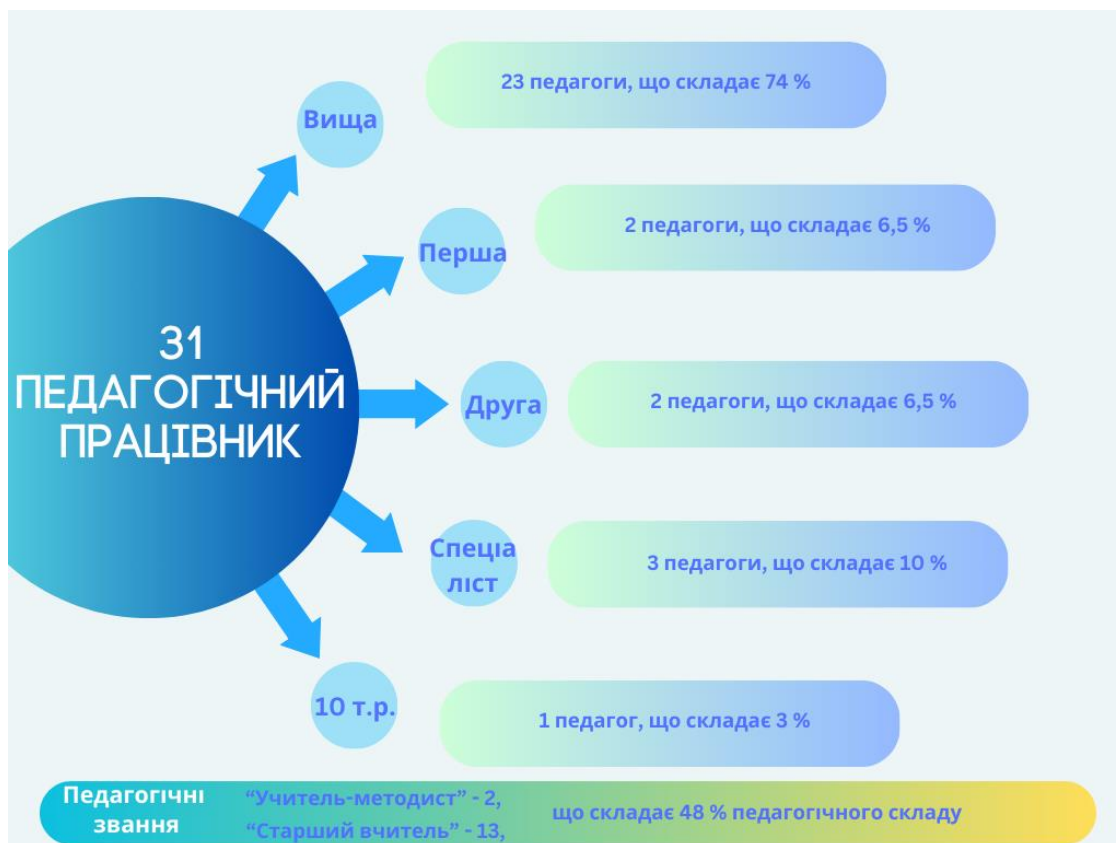 31
ПЕДАГОГІЧНИЙ
ПРАЦІВНИК
Вища
23 педагоги, що складає 74 %
Перша
2 педагоги, що складає 6,5 %
Друга
2 педагоги, що складає 6,5 %
Спеціа
ліст
3 педагоги, що складає 10 %
10 т.р.
1 педагог, що складає 3 %
Педагогічні
звання
“Учитель-методист” - 2,
“Старший вчитель” - 13,
що складає 48 % педагогічного складу